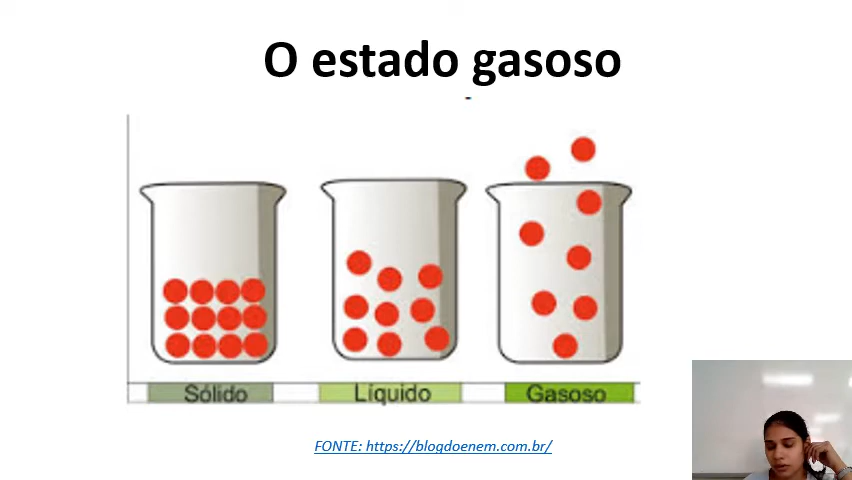 O estado gasoso
Sólido
Líquido
Gasoso
FONTE: https://blogdoenem.com.br/